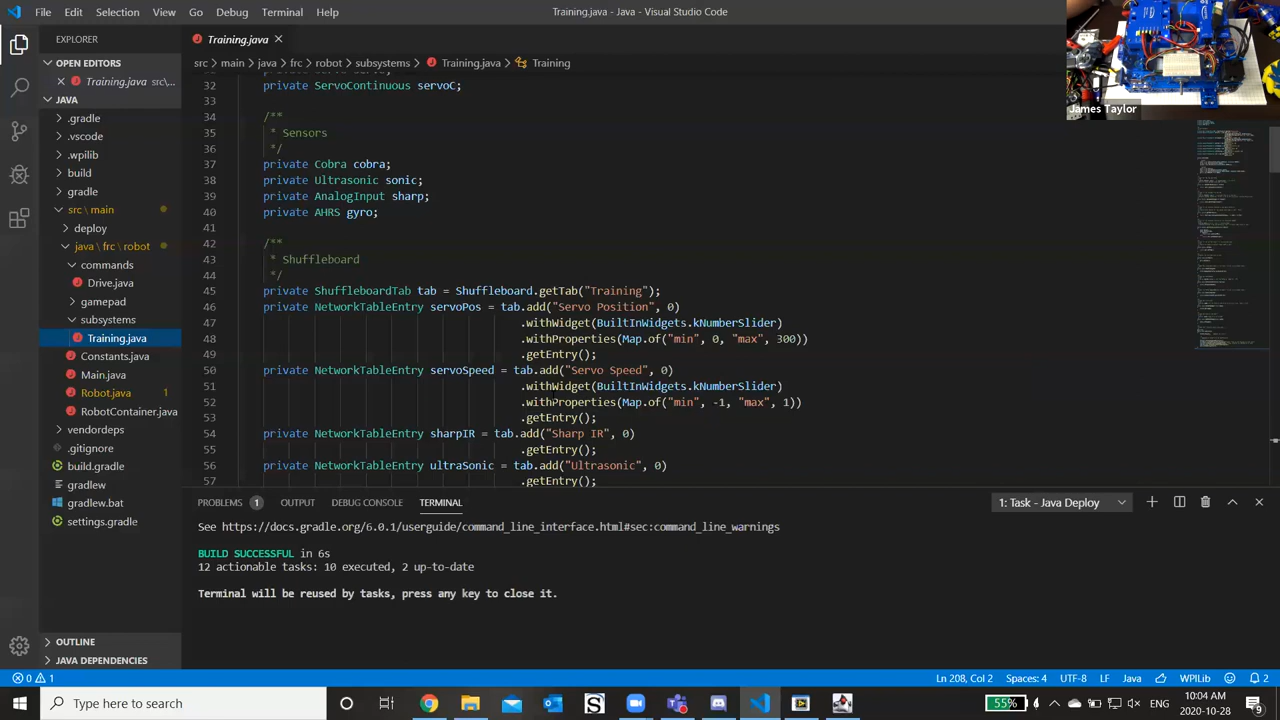 File Edit Selection View Go Debug Terminal Help
Training.java - Java - Visual Studio Code
James Taylor
EXPLORER
OPEN EDITORS
Training.java src\...
JAVA
.gradle
.vscode
.wpilib
build
gradle
src \ main
java \ frc \ robot
commands
auto
Drive.java
gamepad
subsystems
Training.java
Constants.java
Main.java
Robot.java 1
RobotContainer.java
vendordeps
.gitignore
build.gradle
gradlew
gradlew.bat
settings.gradle
OUTLINE
JAVA DEPENDENCIES
Training.java
src > main > java > frc > robot > subsystems > Training.java > Training
32 private ServoContinuous servoC;
33
34 /**
35 * Sensors
36 */
37 private Cobra cobra;
38 private Ultrasonic sonic;
39 private AnalogInput sharp;
40 private AHRS gyro;
41
42 /**
43 * Shuffleboard
44 */
45 private ShuffleboardTab tab = Shuffleboard.getTab("Training");
46 private NetworkTableEntry servoPos = tab.add("Servo Position", 0)
47 .withWidget(BuiltInWidgets.kNumberSlider)
48 .withProperties(Map.of("min", 0, "max", 300))
49 .getEntry();
50 private NetworkTableEntry servoSpeed = tab.add("Servo Speed", 0)
51 .withWidget(BuiltInWidgets.kNumberSlider)
52 .withProperties(Map.of("min", -1, "max", 1))
53 .getEntry();
54 private NetworkTableEntry sharpIR = tab.add("Sharp IR", 0)
55 .getEntry();
56 private NetworkTableEntry ultraSonic = tab.add("Ultrasonic", 0)
57 .getEntry();
PROBLEMS 1 OUTPUT DEBUG CONSOLE TERMINAL
1: Task - Java Deploy
See https://docs.gradle.org/6.0.1/userguide/command_line_interface.html#sec:command_line_warnings
BUILD SUCCESSFUL in 6s
12 actionable tasks: 10 executed, 2 up-to-date
Terminal will be reused by tasks, press any key to close it.
0 1
Ln 208, Col 2 Spaces: 4 UTF-8 LF Java WPILib 2
Type here to search
55%
ENG
10:04 AM
2020-10-28